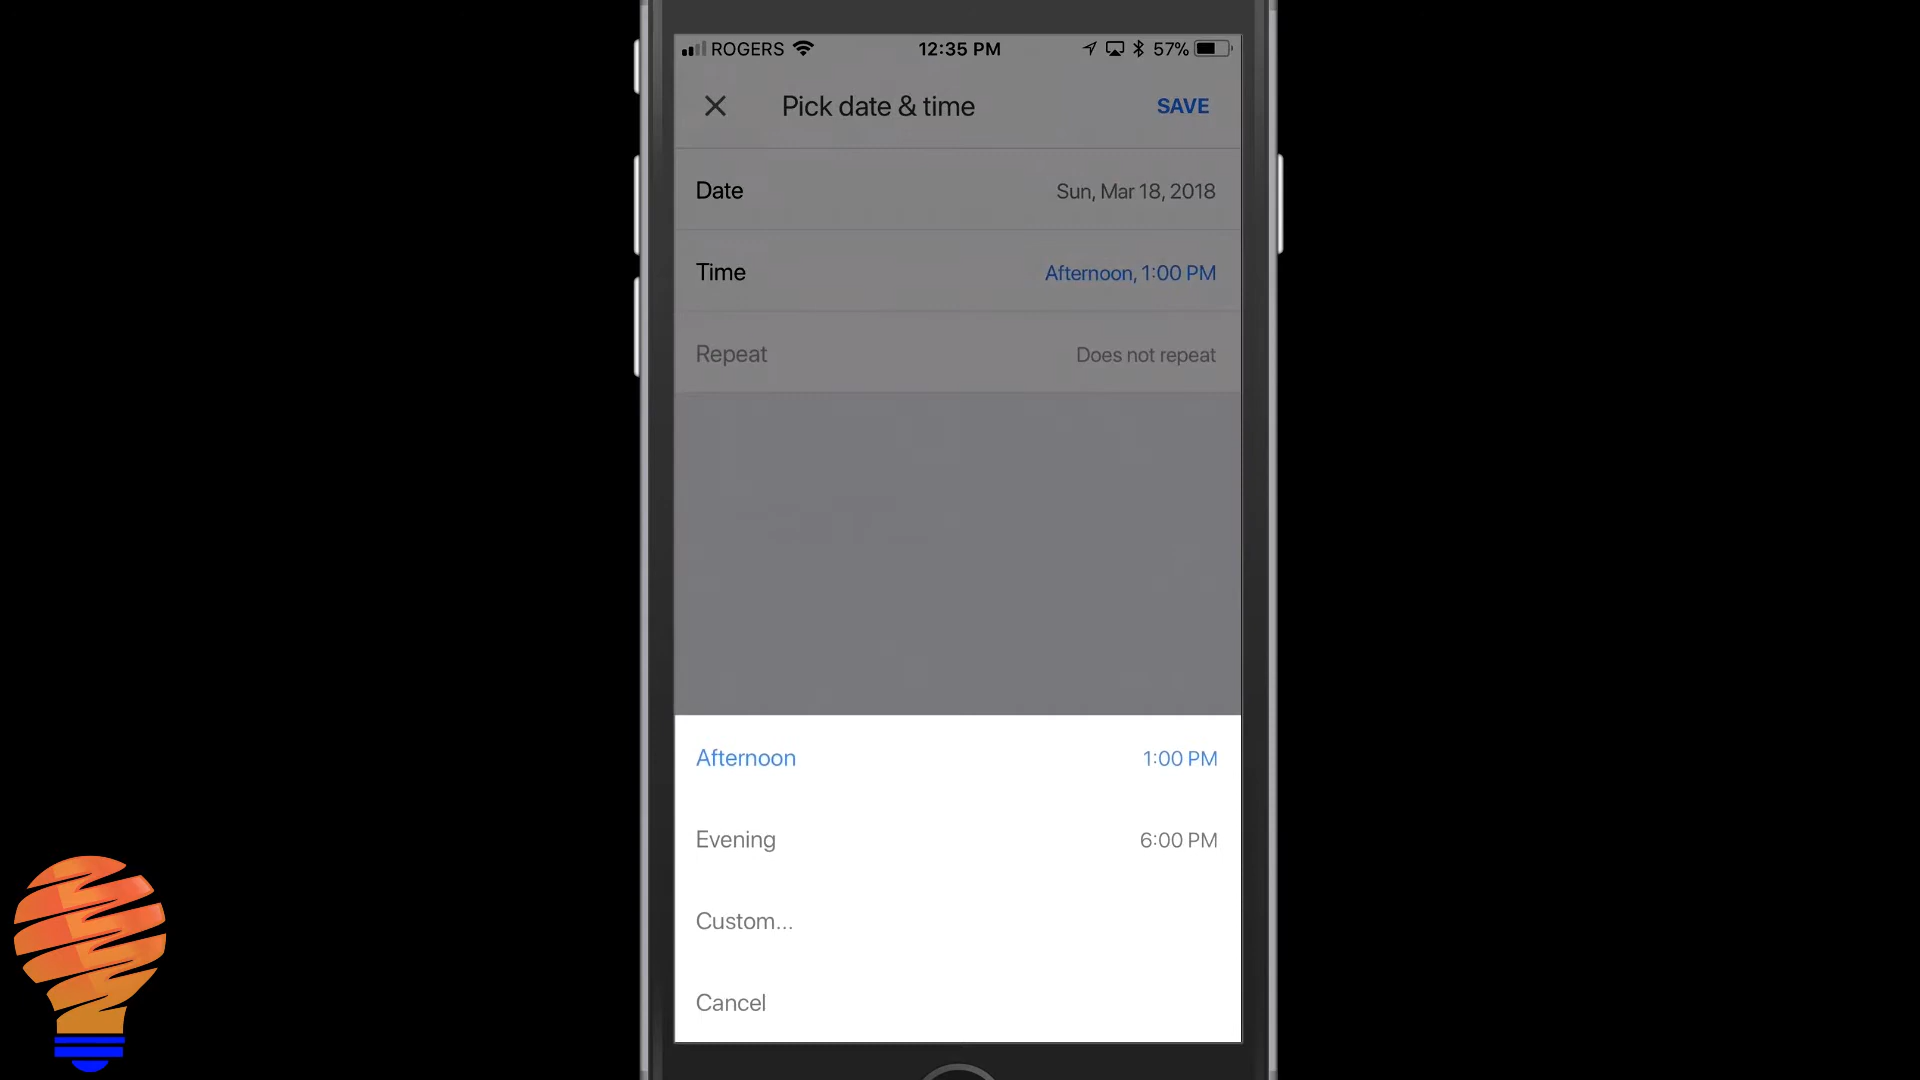 ROGERS 12:35 PM 57%
Pick date & time SAVE
Date Sun, Mar 18, 2018
Time Afternoon, 1:00 PM
Repeat Does not repeat
Afternoon 1:00 PM
Evening 6:00 PM
Custom...
Cancel